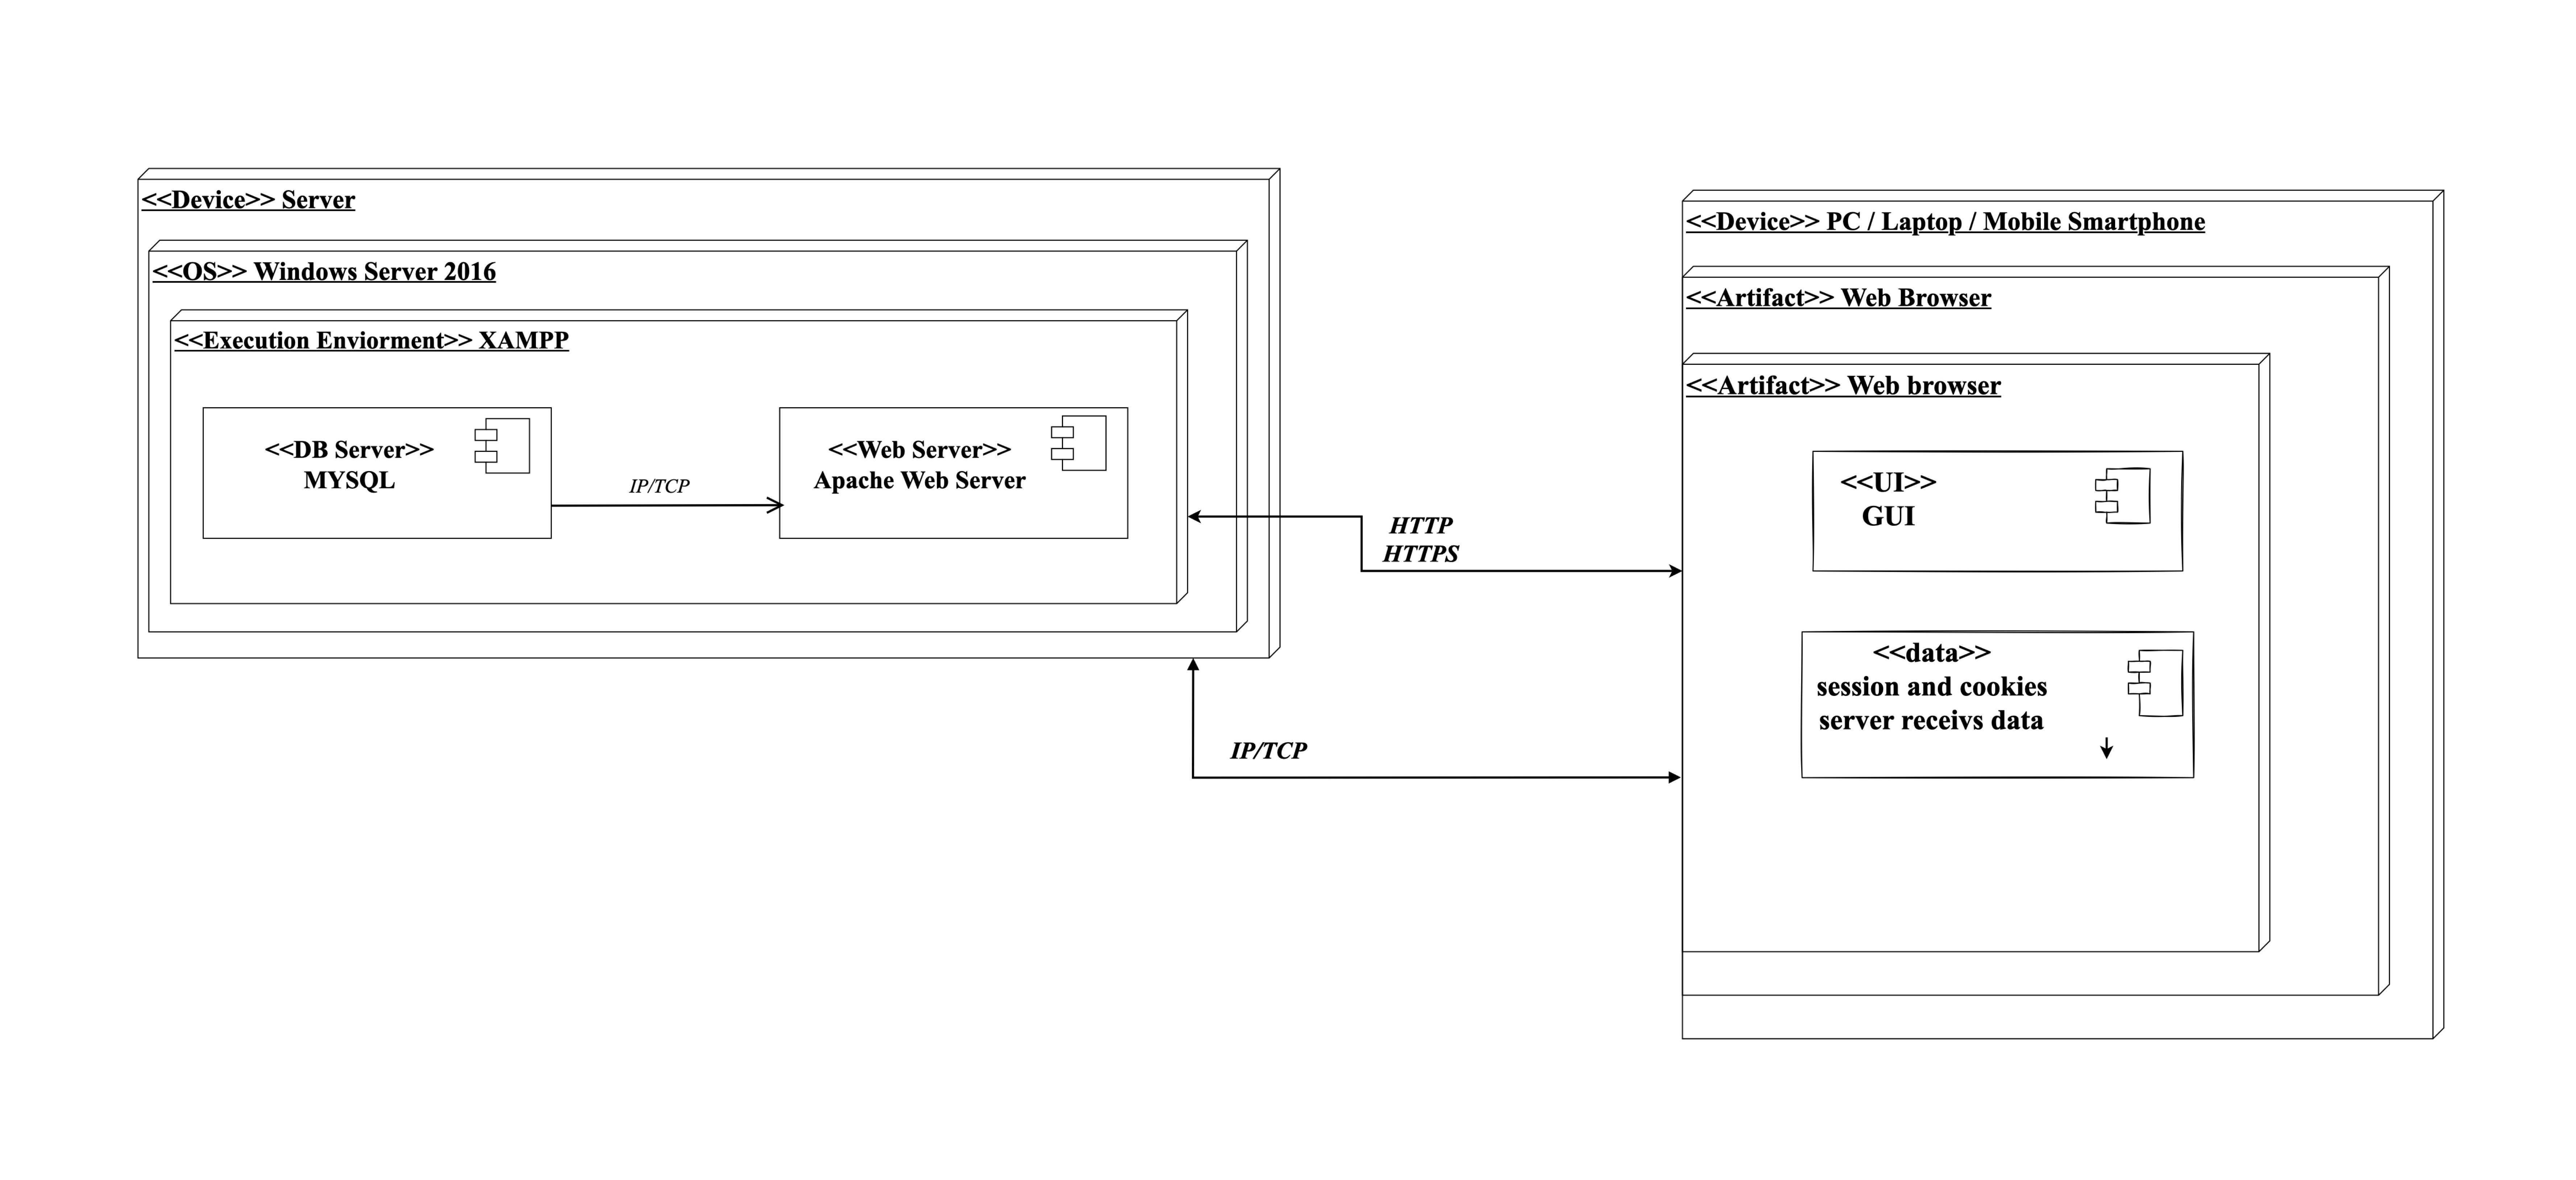 <<Device>> Server
<<OS>> Windows Server 2016
<<Execution Enviorment>> XAMPP
<<DB Server>>
MYSQL
IP/TCP
<<Web Server>>
Apache Web Server
HTTP
HTTPS
IP/TCP
<<Device>> PC / Laptop / Mobile Smartphone
<<Artifact>> Web Browser
<<Artifact>> Web browser
<<UI>>
GUI
<<data>>
session and cookies
server receivs data